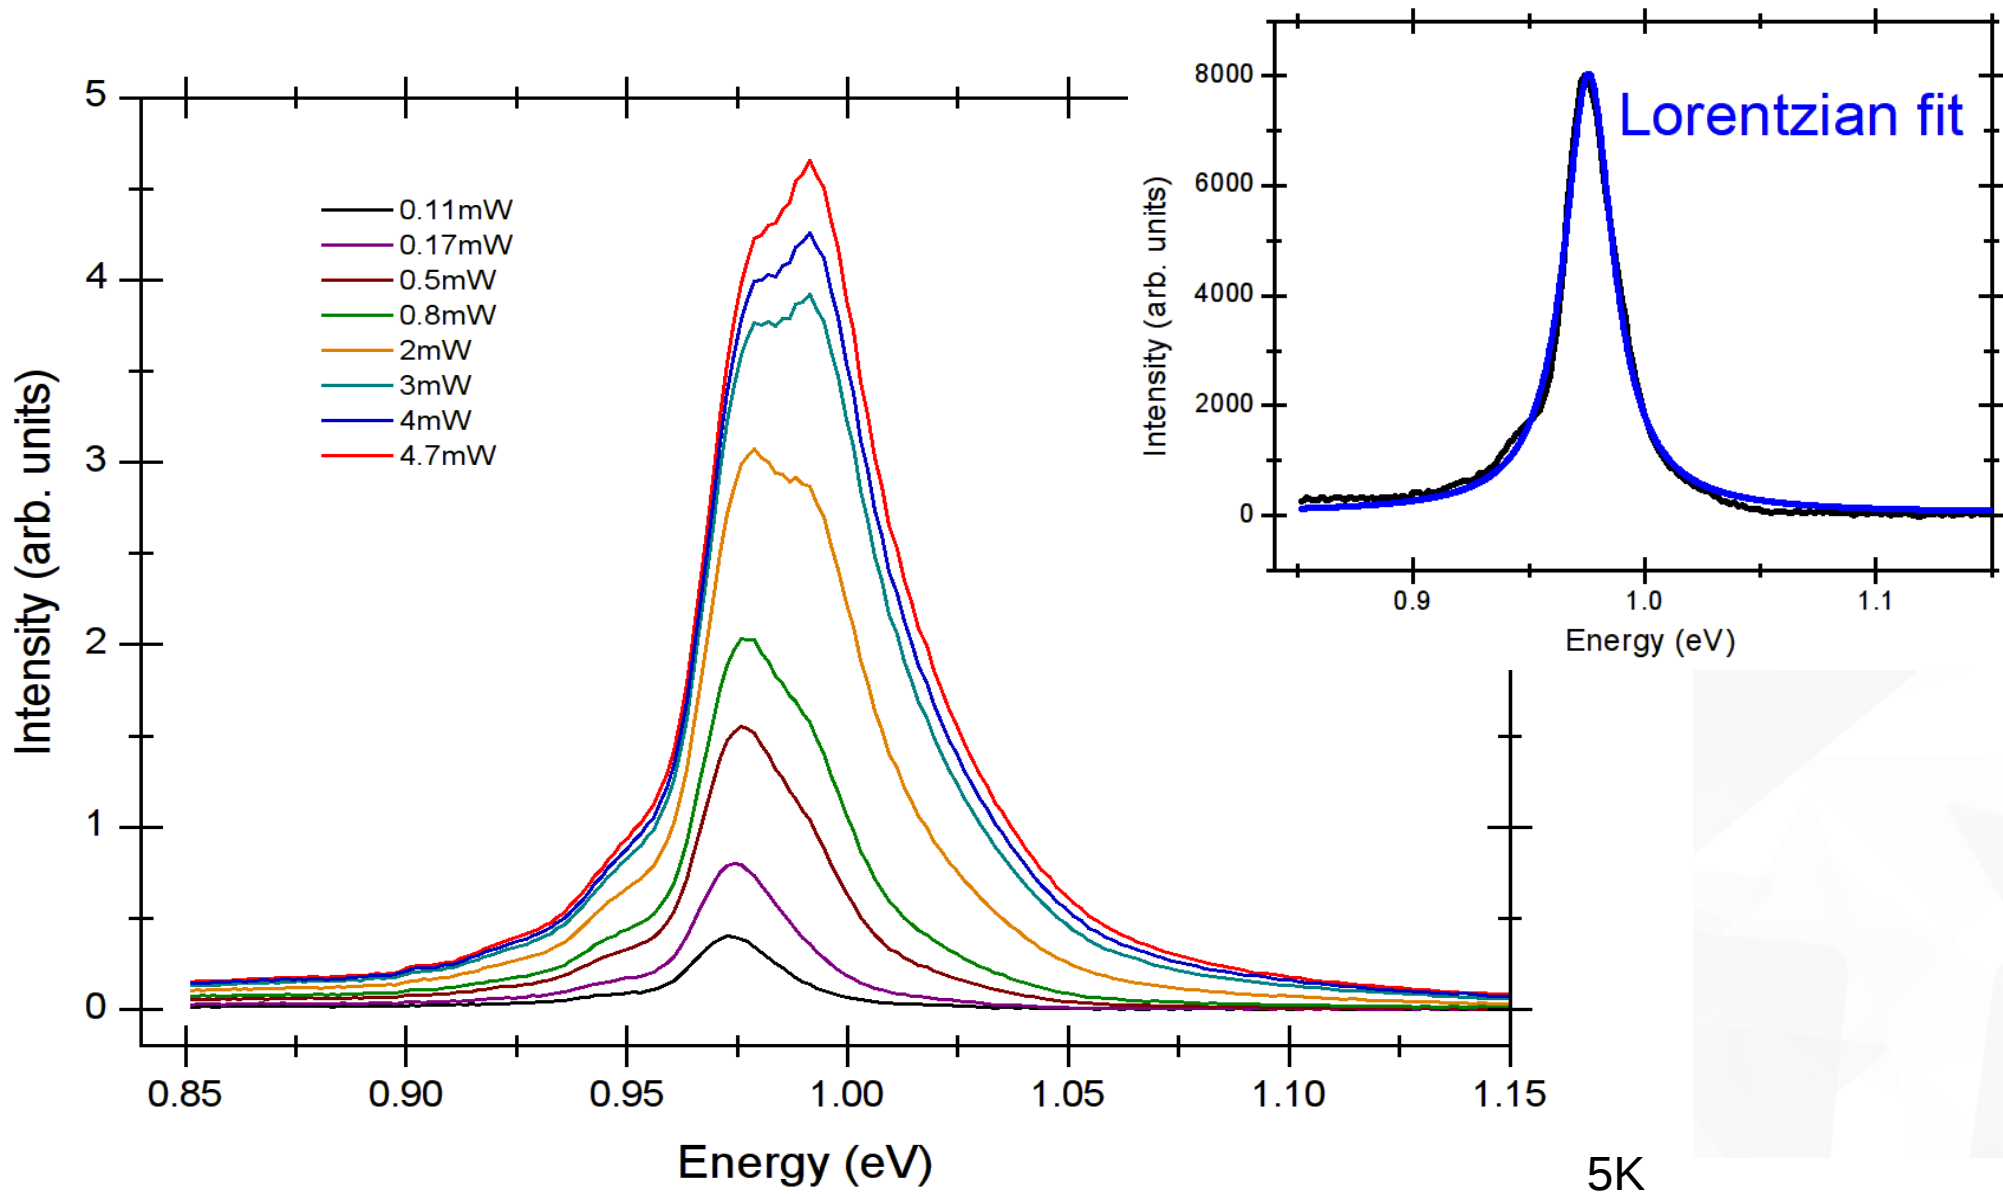 5
4
3
2
1
0
Intensity (arb. units)
0.11mW
0.17mW
0.5mW
0.8mW
2mW
3mW
4mW
4.7mW
0.85 0.90 0.95 1.00 1.05 1.10 1.15
Energy (eV)
8000
6000
4000
2000
0
Intensity (arb. units)
Lorentzian fit
0.9 1.0 1.1
Energy (eV)
5K